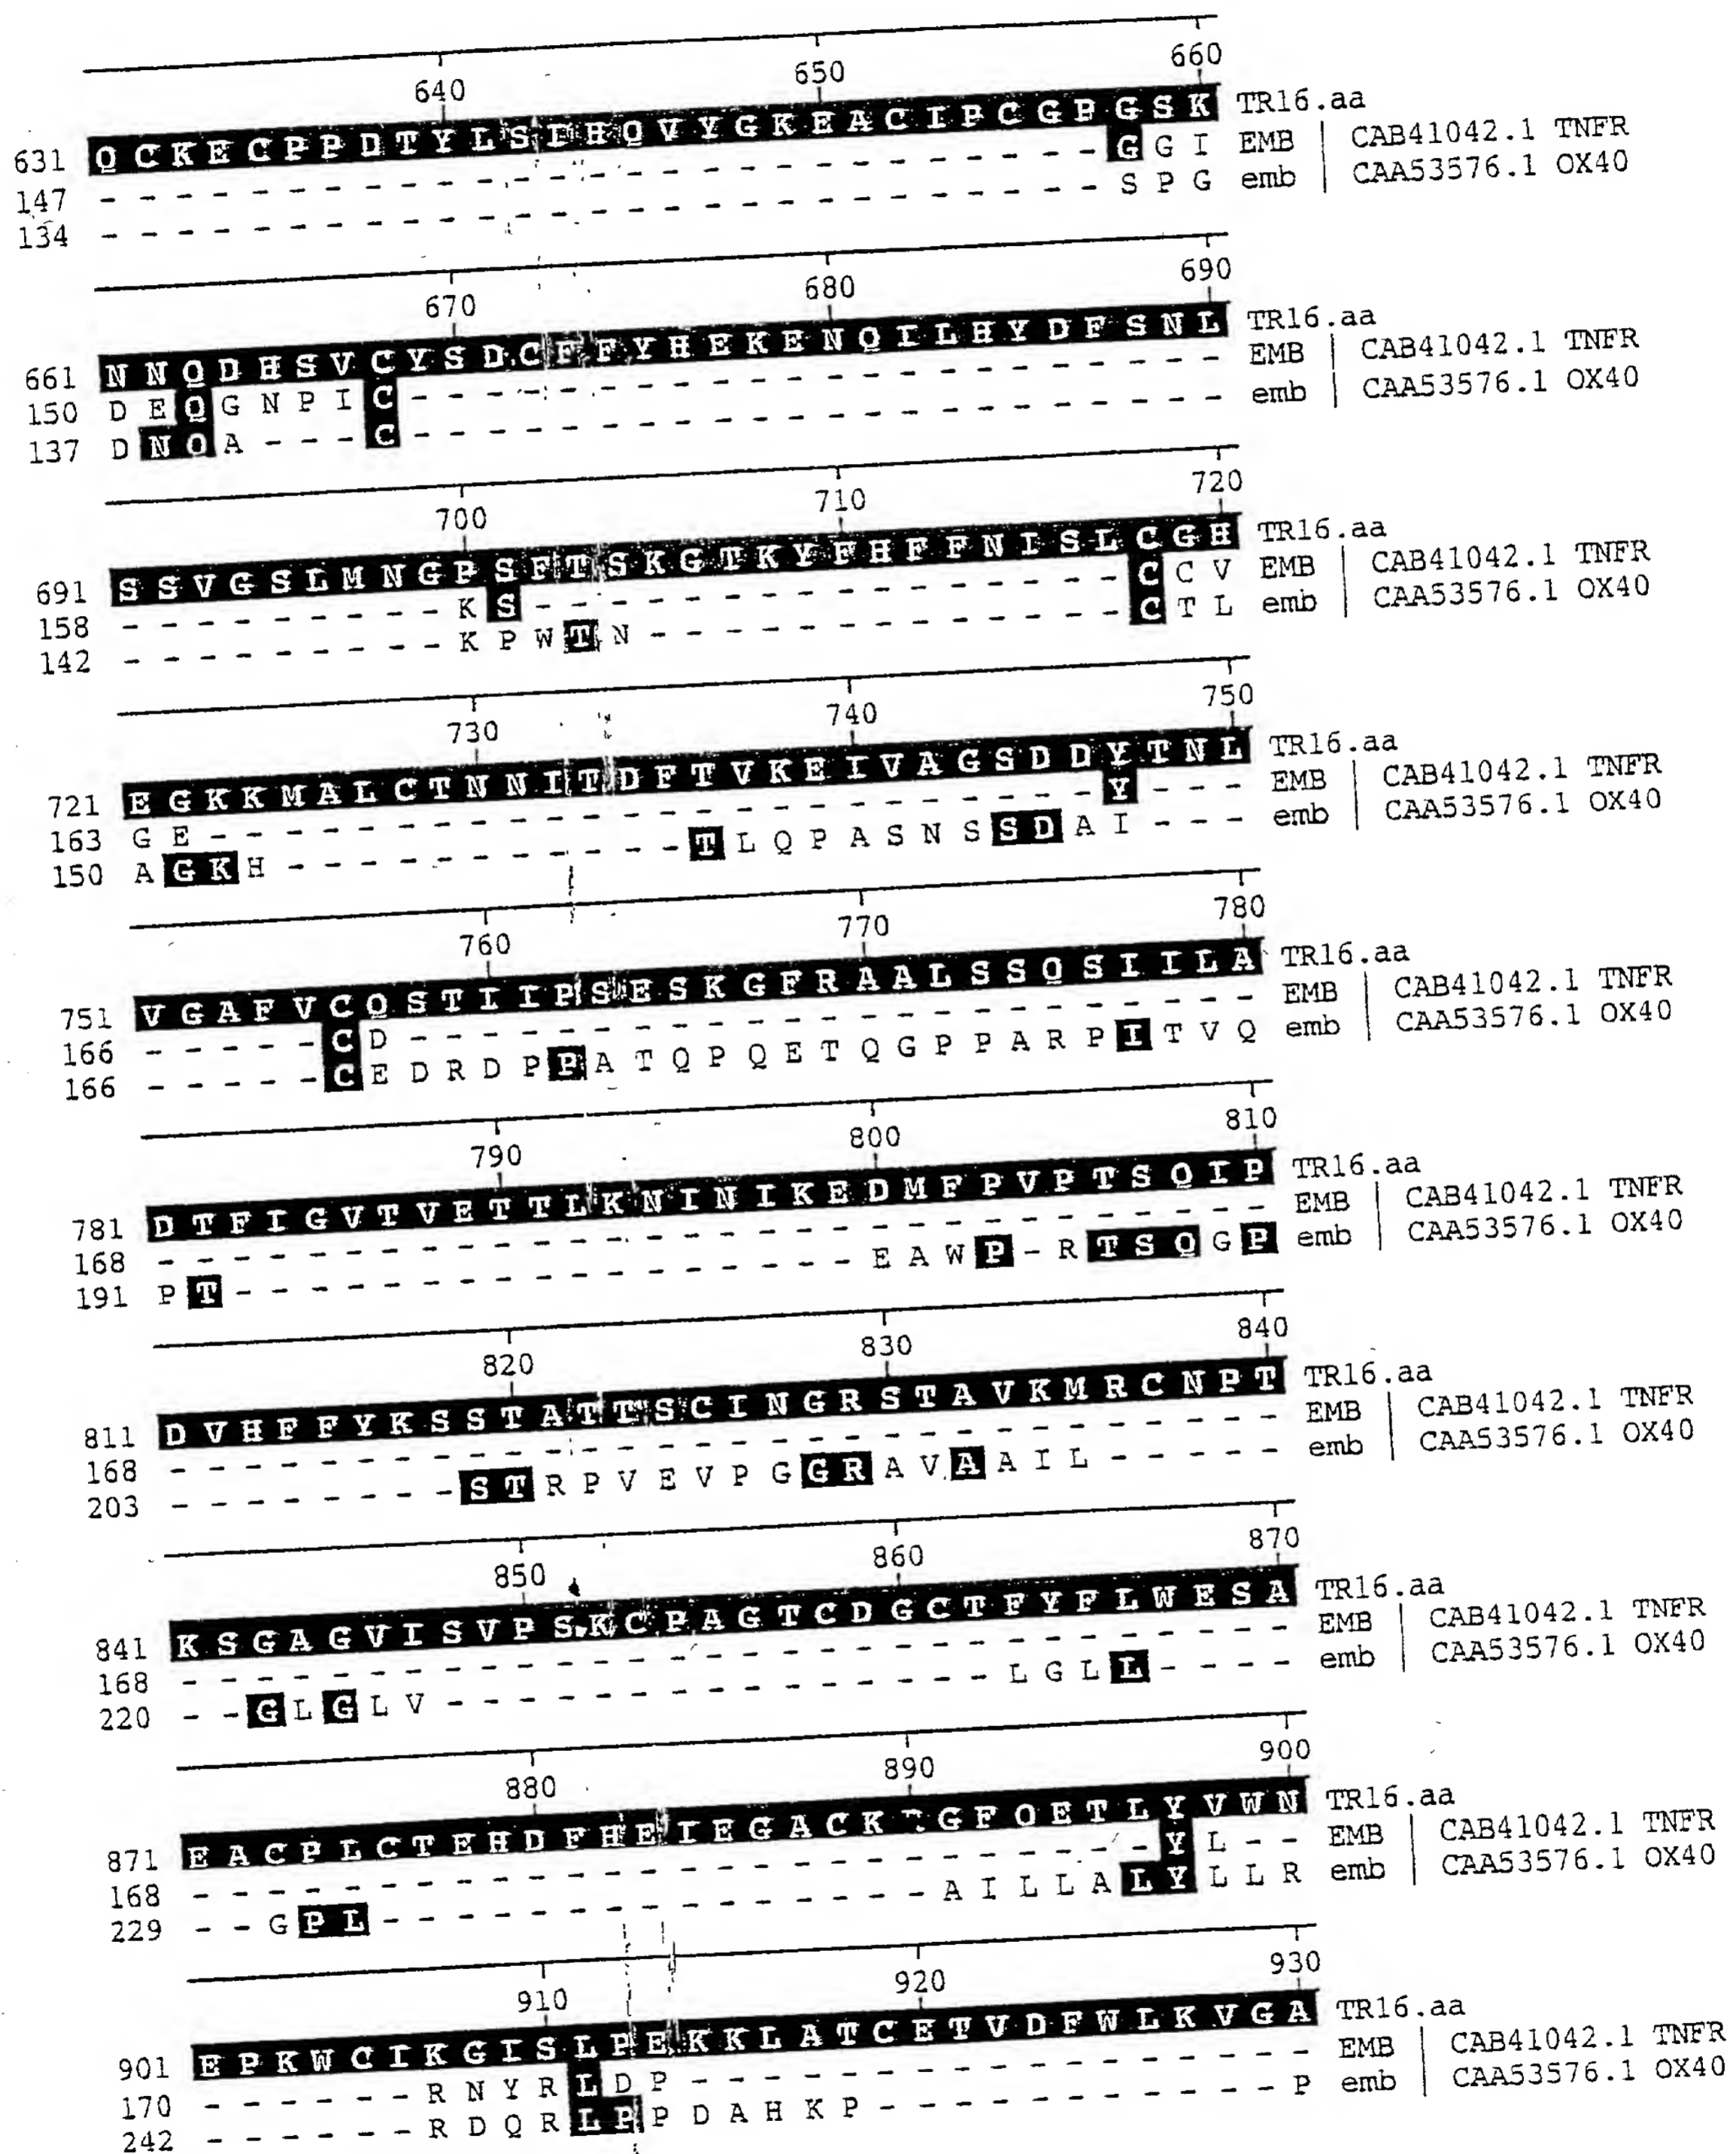 640 650 660
631 Q C K E C P P D T Y L S I H Q V Y G K E A C I P C G P G S K TR16.aa
147 - - - - - - - - - - - - - - - - - - - - - - - - - - - G G I EMB | CAB41042.1 TNFR
134 - - - - - - - - - - - - - - - - - - - - - - - - - - - S P G emb | CAA53576.1 OX40
670 680 690
661 N N Q D H S V C Y S D C F F Y H E K E N Q I L H Y D F S N L TR16.aa
150 D E Q G N P I C - - - - - - - - - - - - - - - - - - - - - - EMB | CAB41042.1 TNFR
137 D N Q A - - - C - - - - - - - - - - - - - - - - - - - - - - emb | CAA53576.1 OX40
700 710 720
691 S S V G S L M N G P S F T S K G T K Y F H F F N I S L C G H TR16.aa
158 - - - - - - - - - K S - - - - - - - - - - - - - - - - C C V EMB | CAB41042.1 TNFR
142 - - - - - - - - - K P W T N - - - - - - - - - - - - - C T L emb | CAA53576.1 OX40
730 740 750
721 E G K K M A L C T N N I T D F T V K E I V A G S D D Y T N L TR16.aa
163 G E - - - - - - - - - - - - - - - - - - - - - - - - Y - - - EMB | CAB41042.1 TNFR
150 A G K H - - - - - - - - - - - T L Q P A S N S S D A I - - - emb | CAA53576.1 OX40
760 770 780
751 V G A F V C Q S T I I P S E S K G F R A A L S S Q S I I L A TR16.aa
166 - - - - - C D - - - - - - - - - - - - - - - - - - - - - - - EMB | CAB41042.1 TNFR
166 - - - - - C E D R D P P A T Q P Q E T Q G P P A R P I T V Q emb | CAA53576.1 OX40
790 800 810
781 D T F I G V T V E T T L K N I N I K E D M F P V P T S Q I P TR16.aa
168 - - - - - - - - - - - - - - - - - - - - - - - - - - - - - - EMB | CAB41042.1 TNFR
191 P T - - - - - - - - - - - - - - - - - E A W P - R T S Q G P emb | CAA53576.1 OX40
820 830 840
811 D V H F F Y K S S T A T T S C I N G R S T A V K M R C N P T TR16.aa
168 - - - - - - - - - - - - - - - - - - - - - - - - - - - - - - EMB | CAB41042.1 TNFR
203 - - - - - - - - S T R P V E V P G G R A V A A I L - - - - - emb | CAA53576.1 OX40
850 860 870
841 K S G A G V I S V P S K C P A G T C D G C T F Y F L W E S A TR16.aa
168 - - - - - - - - - - - - - - - - - - - - - - - - - - - - - - EMB | CAB41042.1 TNFR
220 - - G L G L V - - - - - - - - - - - - - - - L G L L - - - - emb | CAA53576.1 OX40
880 890 900
871 E A C P L C T E H D F H E I E G A C K G F Q E T L Y V W N TR16.aa
168 - - - - - - - - - - - - - - - - - - - - - - - - - - Y L - - EMB | CAB41042.1 TNFR
229 - - G P L - - - - - - - - - - - - - - - A I L L A L Y L L R emb | CAA53576.1 OX40
910 920 930
901 E P K W C I K G I S L P E K K L A T C E T V D F W L K V G A TR16.aa
170 - - - - - - R N Y R L D P - - - - - - - - - - - - - - - - - EMB | CAB41042.1 TNFR
242 - - - - - - R D Q R L P P D A H K P - - - - - - - - - - - P emb | CAA53576.1 OX40